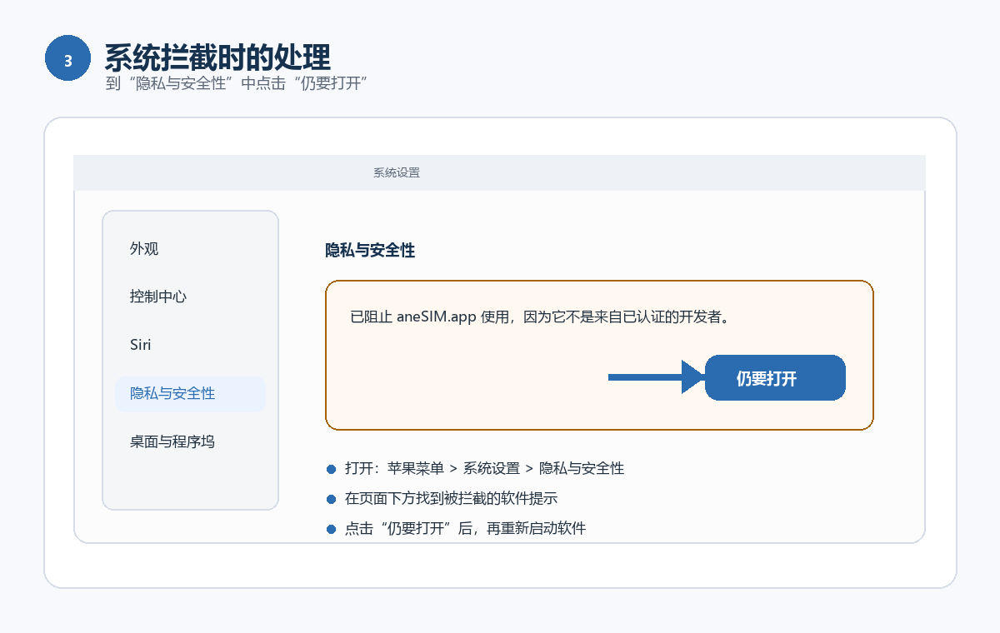 3
系统拦截时的处理
到“隐私与安全性”中点击“仍要打开”
系统设置
外观
控制中心
Siri
隐私与安全性
桌面与程序坞
隐私与安全性
已阻止 aneSIM.app 使用，因为它不是来自已认证的开发者。
仍要打开
打开：苹果菜单 > 系统设置 > 隐私与安全性
在页面下方找到被拦截的软件提示
点击“仍要打开”后，再重新启动软件